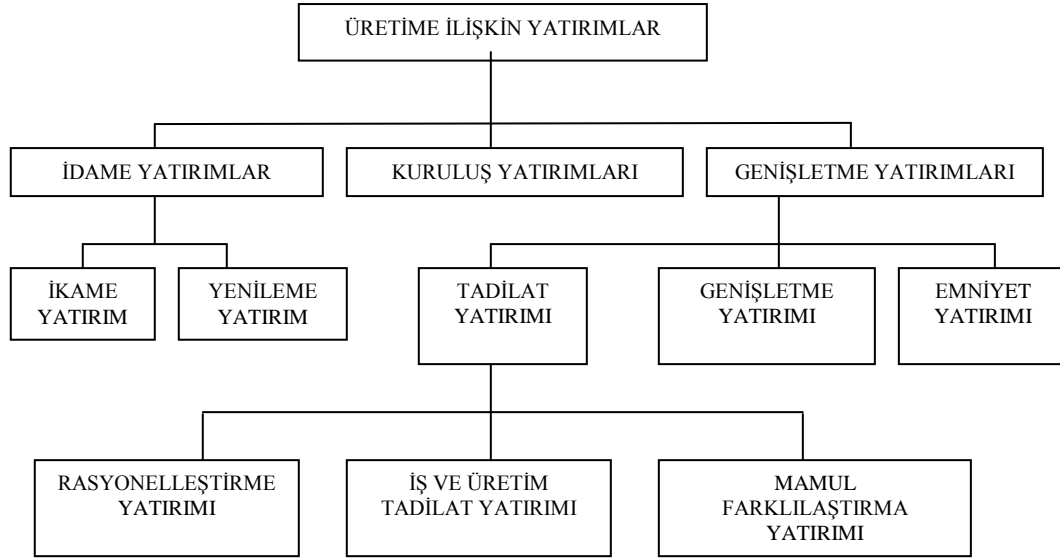 ÜRETİME İLİŞKİN YATIRIMLAR
İDAME YATIRIMLAR
KURULUŞ YATIRIMLARI
GENİŞLETME YATIRIMLARI
İKAME
YATIRIM
YENİLEME
YATIRIM
TADİLAT
YATIRIMI
GENİŞLETME
YATIRIMI
EMNİYET
YATIRIMI
RASYONELLEŞTİRME
YATIRIMI
İŞ VE ÜRETİM
TADİLAT YATIRIMI
MAMUL
FARKLILAŞTIRMA
YATIRIMI